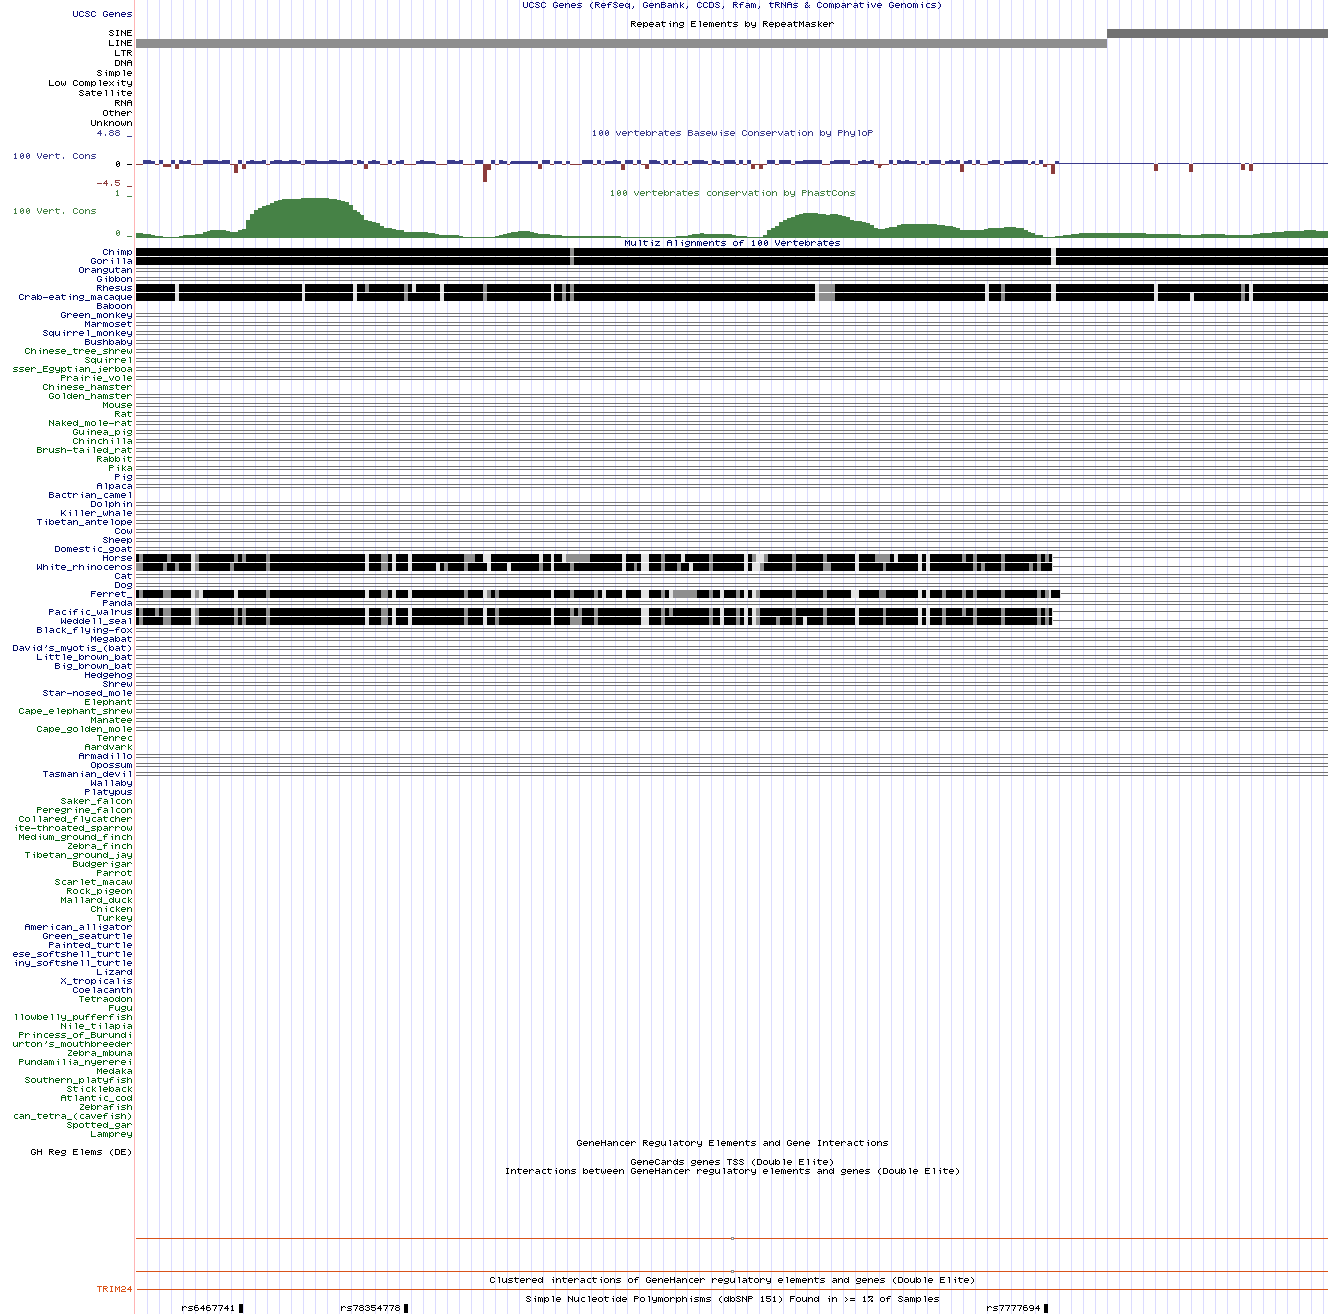 UCSC Genes (RefSeq, GenBank, CCDS, Rfam, tRNAs & Comparative Genomics)
UCSC Genes
Repeating Elements by RepeatMasker
SINE
LINE
LTR
DNA
Simple
Low Complexity
Satellite
RNA
Other
Unknown
4.88 _
100 vertebrates Basewise Conservation by PhyloP
100 Vert. Cons
0 _
-4.5 _
1 _
100 vertebrates conservation by PhastCons
100 Vert. Cons
0 _
Multiz Alignments of 100 Vertebrates
Chimp
Gorilla
Orangutan
Gibbon
Rhesus
Crab-eating_macaque
Baboon
Green_monkey
Marmoset
Squirrel_monkey
Bushbaby
Chinese_tree_shrew
Squirrel
sser_Egyptian_jerboa
Prairie_vole
Chinese_hamster
Golden_hamster
Mouse
Rat
Naked_mole-rat
Guinea_pig
Chinchilla
Brush-tailed_rat
Rabbit
Pika
Pig
Alpaca
Bactrian_camel
Dolphin
Killer_whale
Tibetan_antelope
Cow
Sheep
Domestic_goat
Horse
White_rhinoceros
Cat
Dog
Ferret_
Panda
Pacific_walrus
Weddell_seal
Black_flying-fox
Megabat
David's_myotis_(bat)
Little_brown_bat
Big_brown_bat
Hedgehog
Shrew
Star-nosed_mole
Elephant
Cape_elephant_shrew
Manatee
Cape_golden_mole
Tenrec
Aardvark
Armadillo
Opossum
Tasmanian_devil
Wallaby
Platypus
Saker_falcon
Peregrine_falcon
Collared_flycatcher
ite-throated_sparrow
Medium_ground_finch
Zebra_finch
Tibetan_ground_jay
Budgerigar
Parrot
Scarlet_macaw
Rock_pigeon
Mallard_duck
Chicken
Turkey
American_alligator
Green_seaturtle
Painted_turtle
ese_softshell_turtle
iny_softshell_turtle
Lizard
X_tropicalis
Coelacanth
Tetraodon
Fugu
llowbelly_pufferfish
Nile_tilapia
Princess_of_Burundi
urton's_mouthbreeder
Zebra_mbuna
Pundamilia_nyererei
Medaka
Southern_platyfish
Stickleback
Atlantic_cod
Zebrafish
can_tetra_(cavefish)
Spotted_gar
Lamprey
GeneHancer Regulatory Elements and Gene Interactions
GH Reg Elems (DE)
GeneCards genes TSS (Double Elite)
Interactions between GeneHancer regulatory elements and genes (Double Elite)
Clustered interactions of GeneHancer regulatory elements and genes (Double Elite)
TRIM24
Simple Nucleotide Polymorphisms (dbSNP 151) Found in >= 1% of Samples
rs6467741 rs78354778 rs7777694